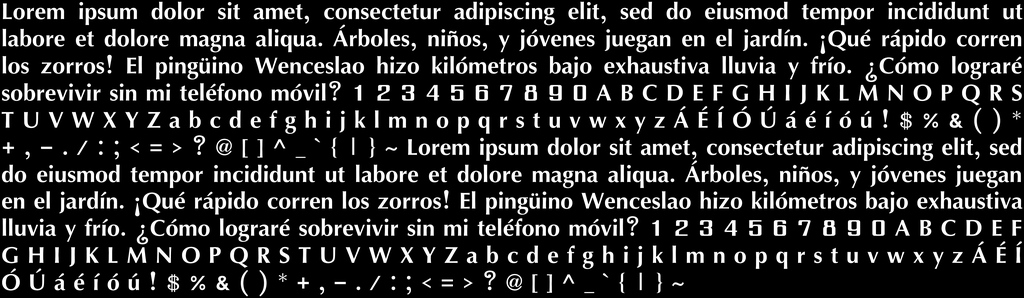 Lorem ipsum dolor sit amet, consectetur adipiscing elit, sed do eiusmod tempor incididunt ut
labore et dolore magna aliqua. Árboles, niños, y jóvenes juegan en el jardín. ¡Qué rápido corren
los zorros! El pingüino Wenceslao hizo kilómetros bajo exhaustiva lluvia y frío. ¿Cómo lograré
sobrevivir sin mi teléfono móvil? 1 2 3 4 5 6 7 8 9 0 A B C D E F G H I J K L M N O P Q R S
T U V W X Y Z a b c d e f g h i j k l m n o p q r s t u v w x y z Á É Í Ó Ú á é í ó ú ! $ % & ( ) *
+ , – . / : ; < = > ? @ [ ] ^ _ ` { | } ~ Lorem ipsum dolor sit amet, consectetur adipiscing elit, sed
do eiusmod tempor incididunt ut labore et dolore magna aliqua. Árboles, niños, y jóvenes juegan
en el jardín. ¡Qué rápido corren los zorros! El pingüino Wenceslao hizo kilómetros bajo exhaustiva
lluvia y frío. ¿Cómo lograré sobrevivir sin mi teléfono móvil? 1 2 3 4 5 6 7 8 9 0 A B C D E F
G H I J K L M N O P Q R S T U V W X Y Z a b c d e f g h i j k l m n o p q r s t u v w x y z Á É Í
Ó Ú á é í ó ú ! $ % & ( ) * + , – . / : ; < = > ? @ [ ] ^ _ ` { | } ~